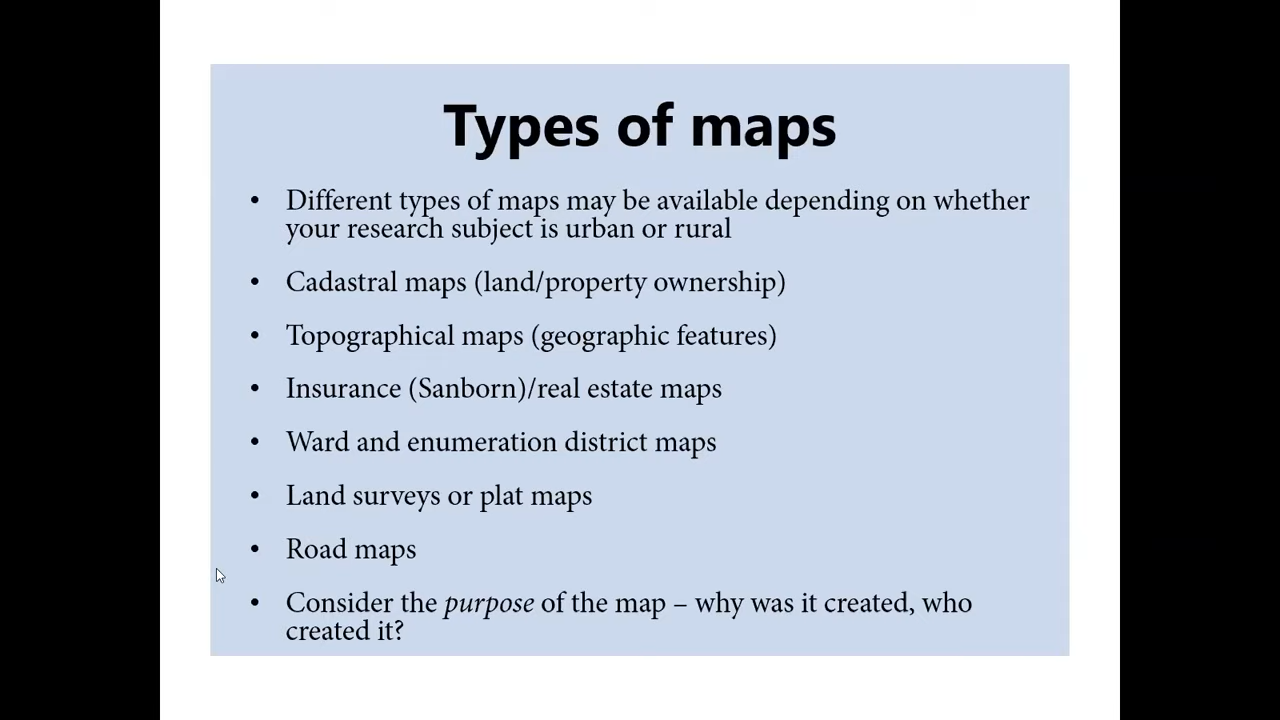 Types of maps
• Different types of maps may be available depending on whether
your research subject is urban or rural
• Cadastral maps (land/property ownership)
• Topographical maps (geographic features)
• Insurance (Sanborn)/real estate maps
• Ward and enumeration district maps
• Land surveys or plat maps
• Road maps
• Consider the purpose of the map – why was it created, who
created it?